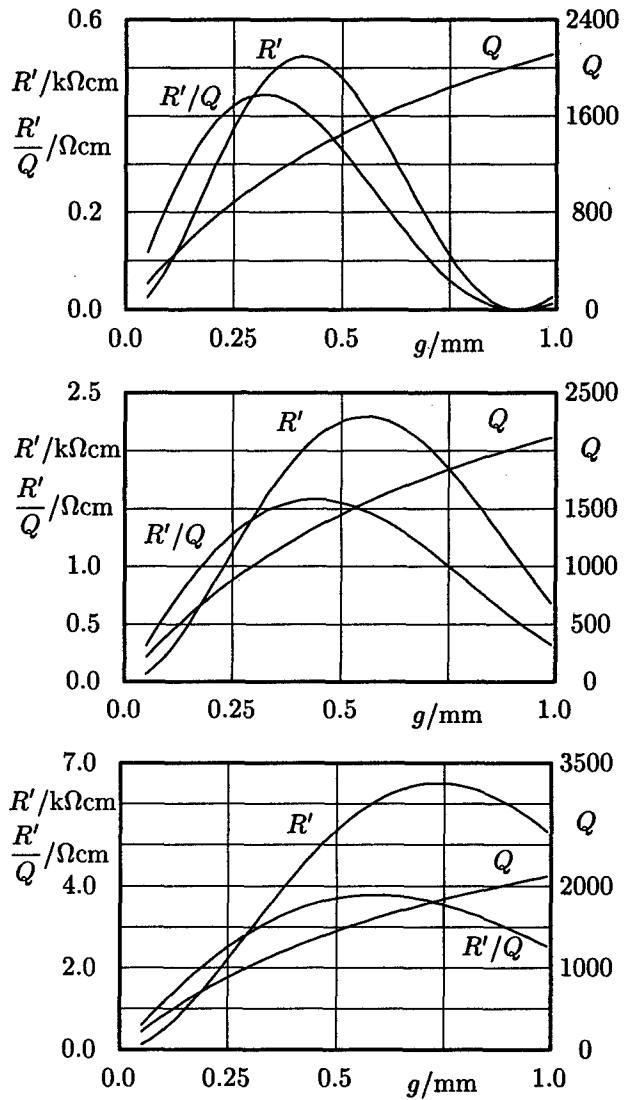 0.6 2400
R′ Q
R′/kΩcm Q
R′/Q
R′/Q /Ωcm 1600
0.2 800
0.0 0
0.0 0.25 0.5 g/mm 1.0
2.5 2500
R′ Q
R′/kΩcm Q
R′/Q /Ωcm 1500
R′/Q
1.0 1000
0.5 500
0.0 0
0.0 0.25 0.5 g/mm 1.0
7.0 3500
R′/kΩcm R′ Q
R′/Q /Ωcm Q
4.0 2000
R′/Q
2.0 1000
0.0 0
0.0 0.25 0.5 g/mm 1.0